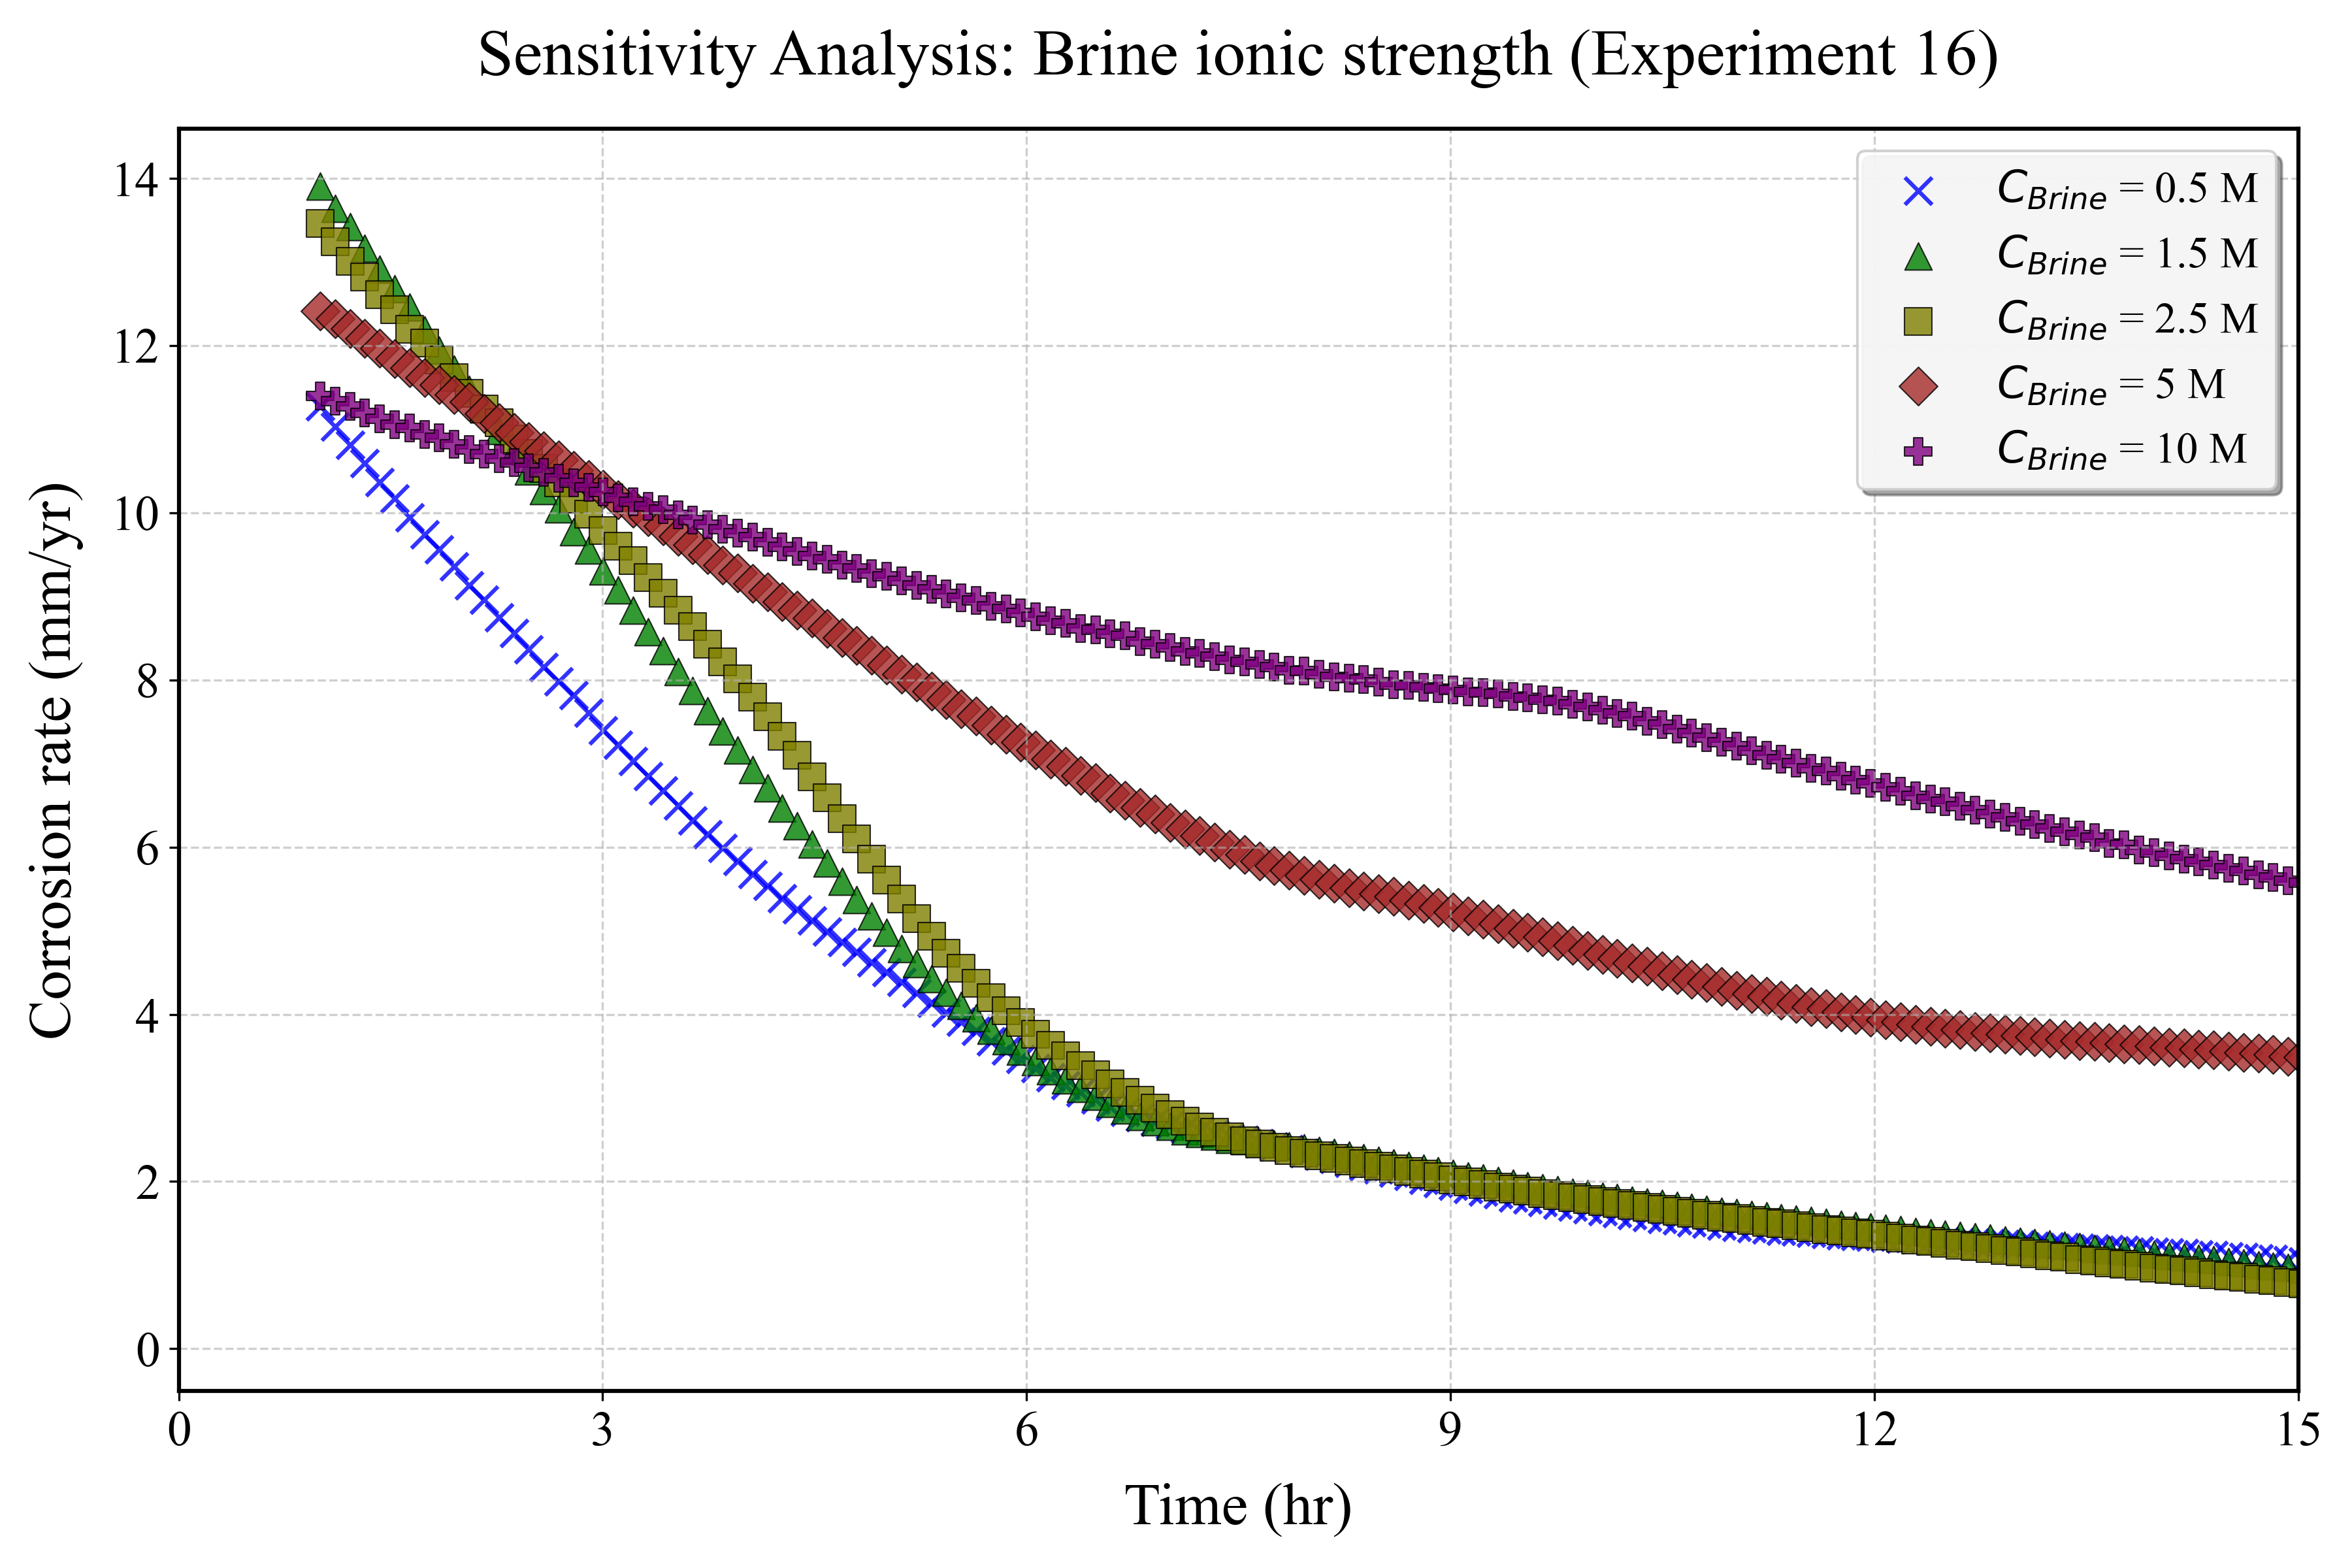 Sensitivity Analysis: Brine ionic strength (Experiment 16)
Corrosion rate (mm/yr)
14
12
10
8
6
4
2
0
C_Brine = 0.5 M
C_Brine = 1.5 M
C_Brine = 2.5 M
C_Brine = 5 M
C_Brine = 10 M
0 3 6 9 12 15
Time (hr)